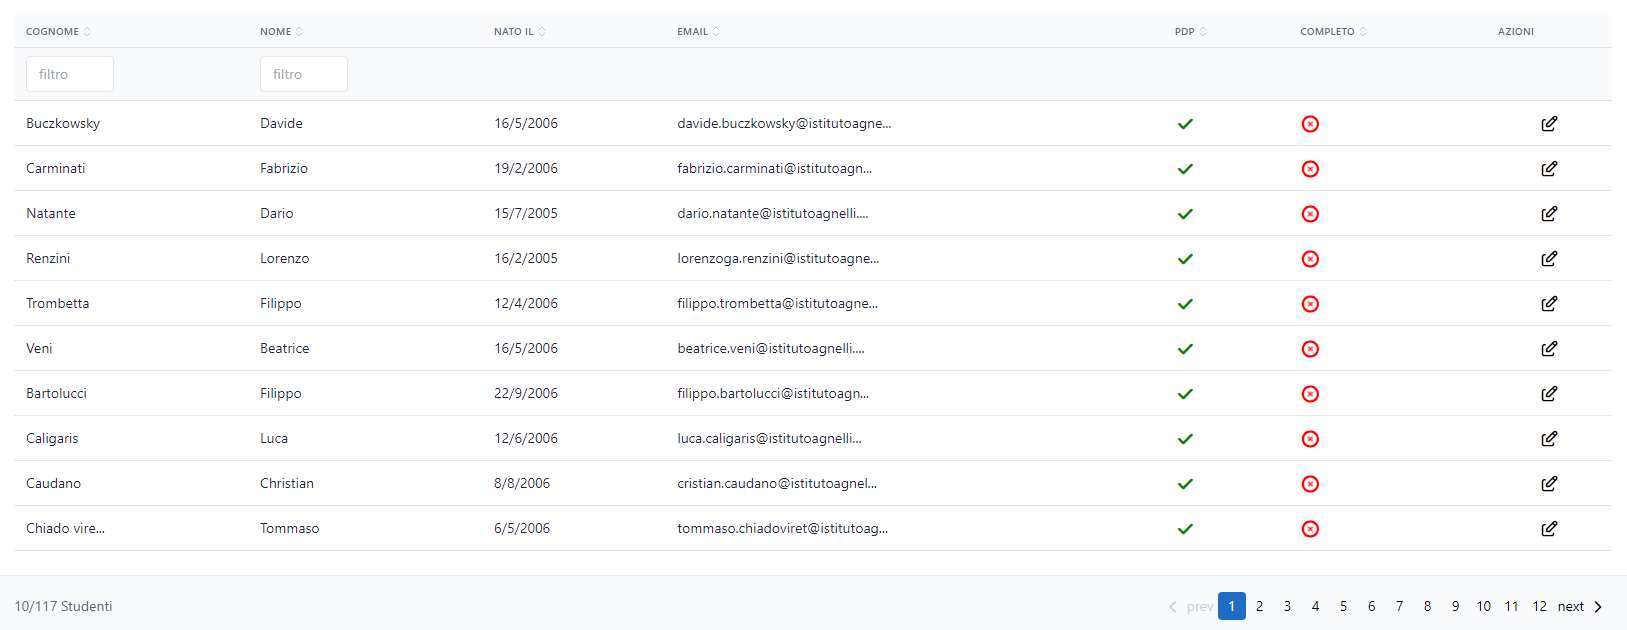 COGNOME NOME NATO IL EMAIL PDP COMPLETO AZIONI
filtro filtro
Buczkowsky Davide 16/5/2006 davide.buczkowsky@istitutoagne...
Carminati Fabrizio 19/2/2006 fabrizio.carminati@istitutoagn...
Natante Dario 15/7/2005 dario.natante@istitutoagnelli....
Renzini Lorenzo 16/2/2005 lorenzoga.renzini@istitutoagne...
Trombetta Filippo 12/4/2006 filippo.trombetta@istitutoagne...
Veni Beatrice 16/5/2006 beatrice.veni@istitutoagnelli....
Bartolucci Filippo 22/9/2006 filippo.bartolucci@istitutoagn...
Caligaris Luca 12/6/2006 luca.caligaris@istitutoagnelli...
Caudano Christian 8/8/2006 cristian.caudano@istitutoagnel...
Chiado vire... Tommaso 6/5/2006 tommaso.chiadoviret@istitutoag...
10/117 Studenti prev 1 2 3 4 5 6 7 8 9 10 11 12 next